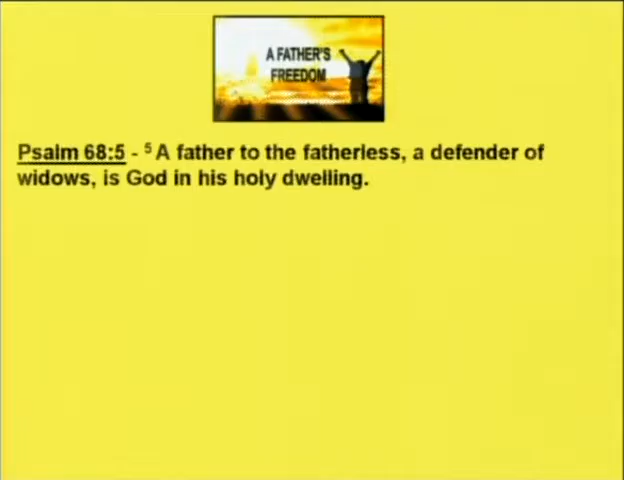 A FATHER'S
FREEDOM
Psalm 68:5 - 5 A father to the fatherless, a defender of
widows, is God in his holy dwelling.